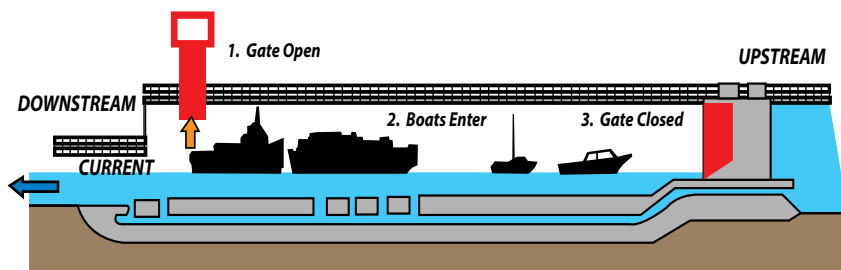 1. Gate Open
UPSTREAM
DOWNSTREAM
2. Boats Enter
3. Gate Closed
CURRENT